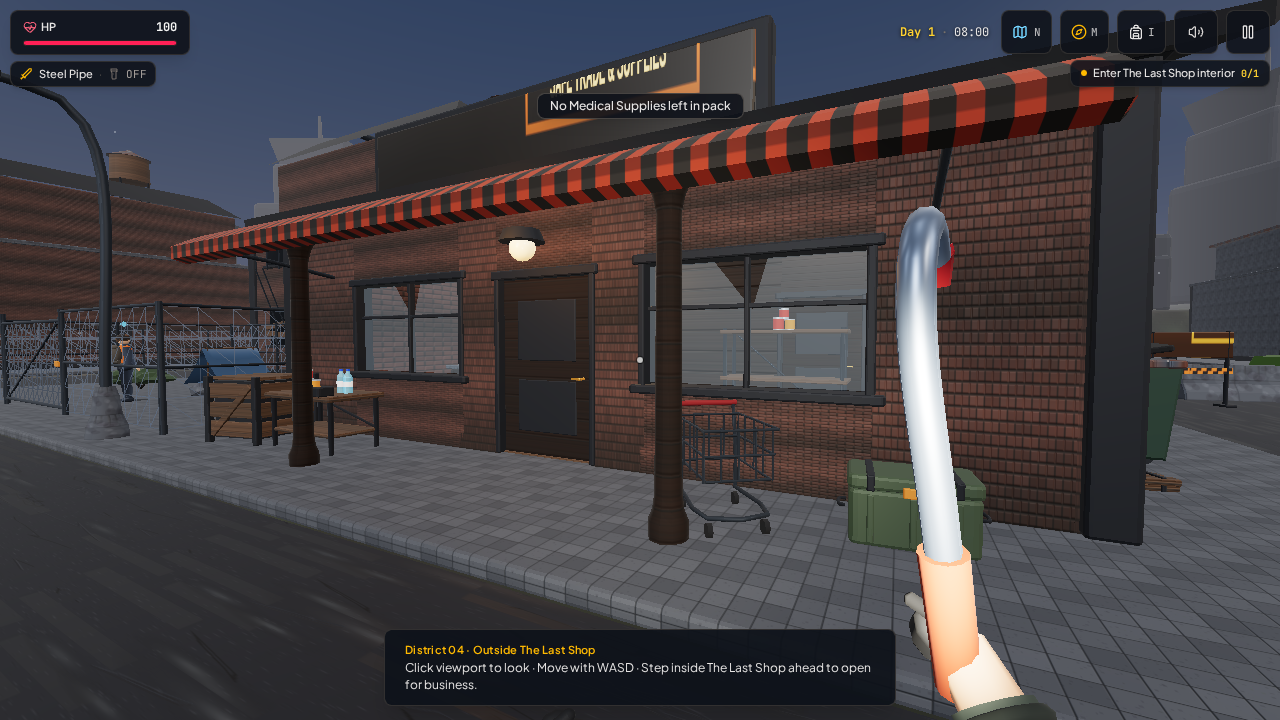 HP 100
Steel Pipe · OFF
Day 1 · 08:00
N
M
I
Enter The Last Shop interior 0/1
No Medical Supplies left in pack
TRADE & SUPPLIES
District 04 · Outside The Last Shop
Click viewport to look · Move with WASD · Step inside The Last Shop ahead to open
for business.